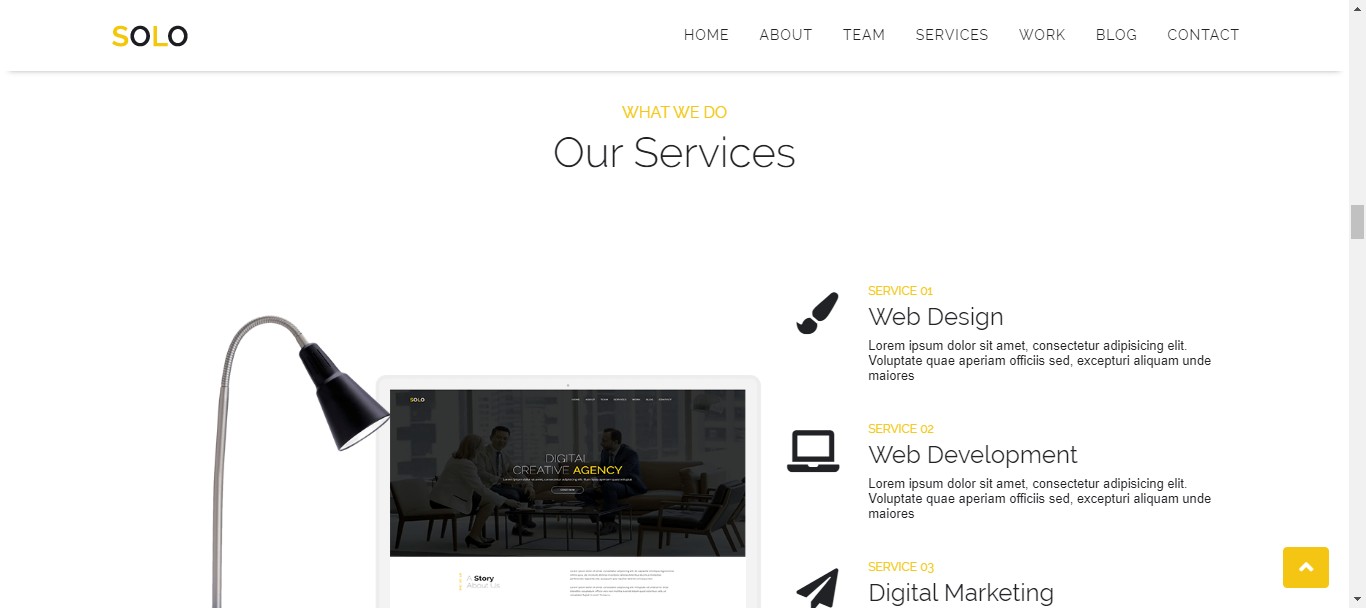 SOLO
HOME ABOUT TEAM SERVICES WORK BLOG CONTACT
WHAT WE DO
Our Services
SERVICE 01
Web Design
Lorem ipsum dolor sit amet, consectetur adipisicing elit.
Voluptate quae aperiam officiis sed, excepturi aliquam unde
maiores
SERVICE 02
Web Development
Lorem ipsum dolor sit amet, consectetur adipisicing elit.
Voluptate quae aperiam officiis sed, excepturi aliquam unde
maiores
SERVICE 03
Digital Marketing
SOLO
DIGITAL
CREATIVE AGENCY
A Story
About Us